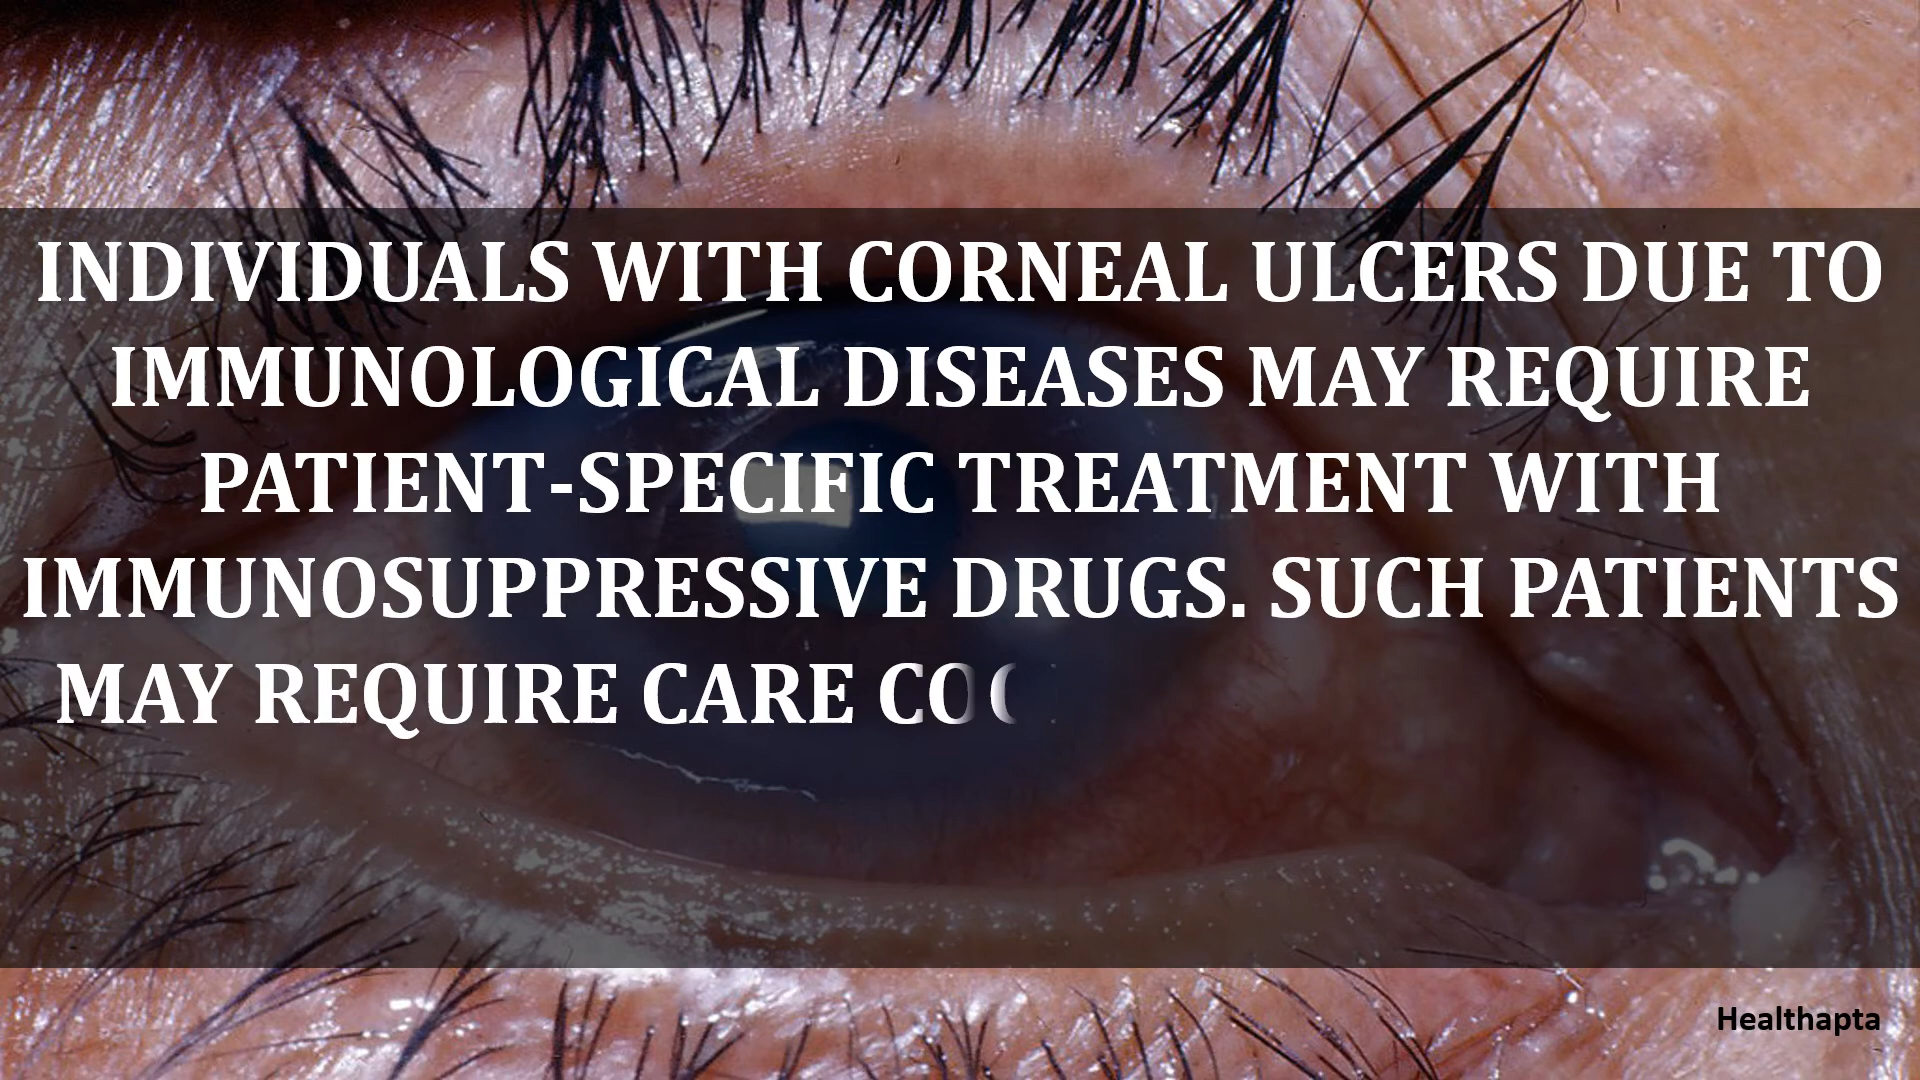 INDIVIDUALS WITH CORNEAL ULCERS DUE TO
IMMUNOLOGICAL DISEASES MAY REQUIRE
PATIENT-SPECIFIC TREATMENT WITH
IMMUNOSUPPRESSIVE DRUGS. SUCH PATIENTS
MAY REQUIRE CARE
Healthapta